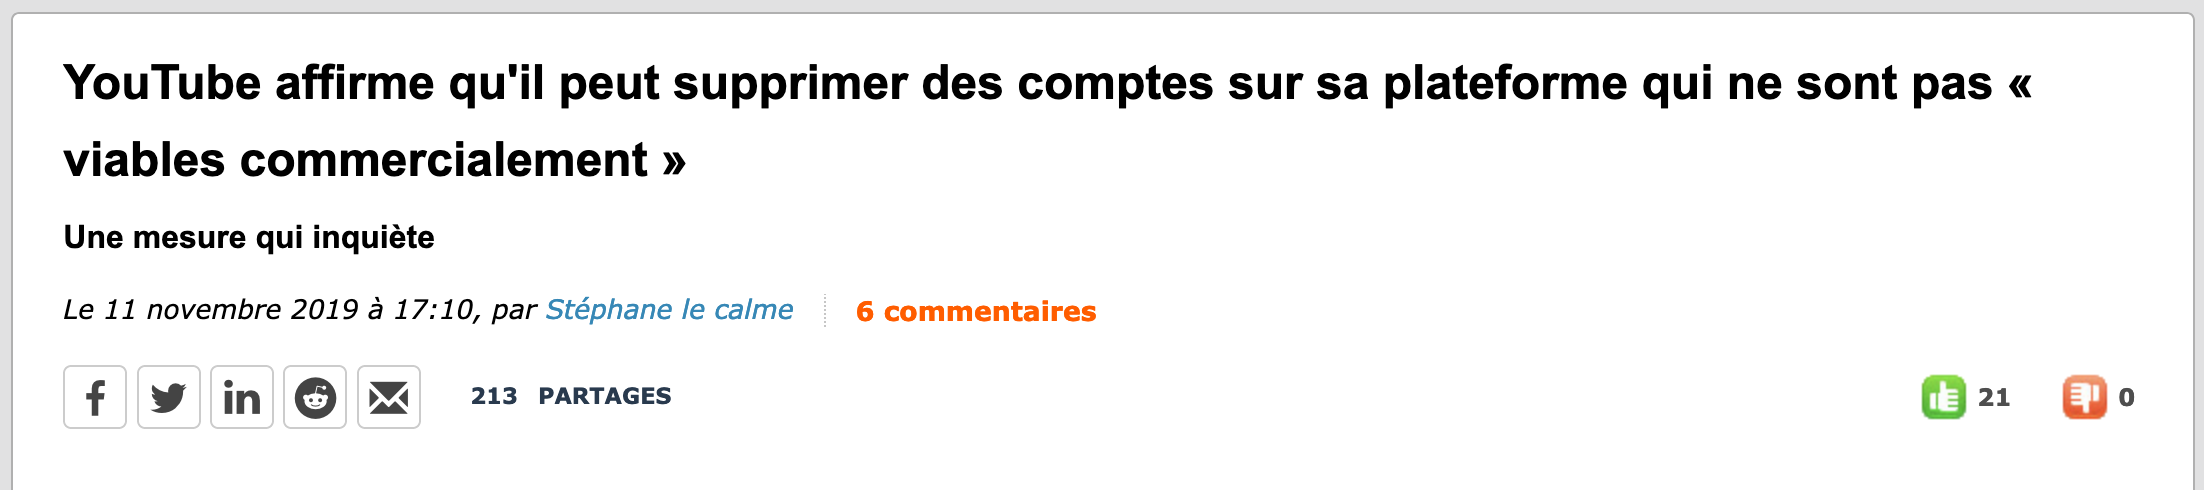 YouTube affirme qu'il peut supprimer des comptes sur sa plateforme qui ne sont pas «
viables commercialement »
Une mesure qui inquiète
Le 11 novembre 2019 à 17:10, par Stéphane le calme 6 commentaires
213 PARTAGES 21 0